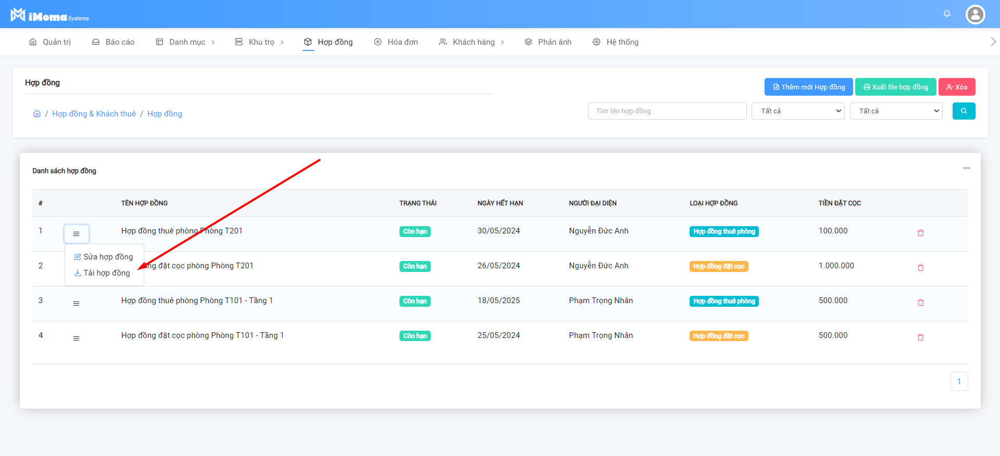 iMoma Systems
Quản trị Báo cáo Danh mục Khu trọ Hợp đồng Hóa đơn Khách hàng Phản ánh Hệ thống
Hợp đồng
Thêm mới Hợp đồng Xuất file hợp đồng Xóa
/ Hợp đồng & Khách thuê / Hợp đồng
Tìm tên hợp đồng Tất cả Tất cả
Danh sách hợp đồng
# TÊN HỢP ĐỒNG TRẠNG THÁI NGÀY HẾT HẠN NGƯỜI ĐẠI DIỆN LOẠI HỢP ĐỒNG TIỀN ĐẶT CỌC
1 Hợp đồng thuê phòng Phòng T201 Còn hạn 30/05/2024 Nguyễn Đức Anh Hợp đồng thuê phòng 100.000
Sửa hợp đồng
Tải hợp đồng
2 đặt cọc phòng Phòng T201 Còn hạn 26/05/2024 Nguyễn Đức Anh Hợp đồng đặt cọc 1.000.000
3 Hợp đồng thuê phòng Phòng T101 - Tầng 1 Còn hạn 18/05/2025 Phạm Trọng Nhân Hợp đồng thuê phòng 500.000
4 Hợp đồng đặt cọc phòng Phòng T101 - Tầng 1 Còn hạn 25/05/2024 Phạm Trọng Nhân Hợp đồng đặt cọc 500.000
1